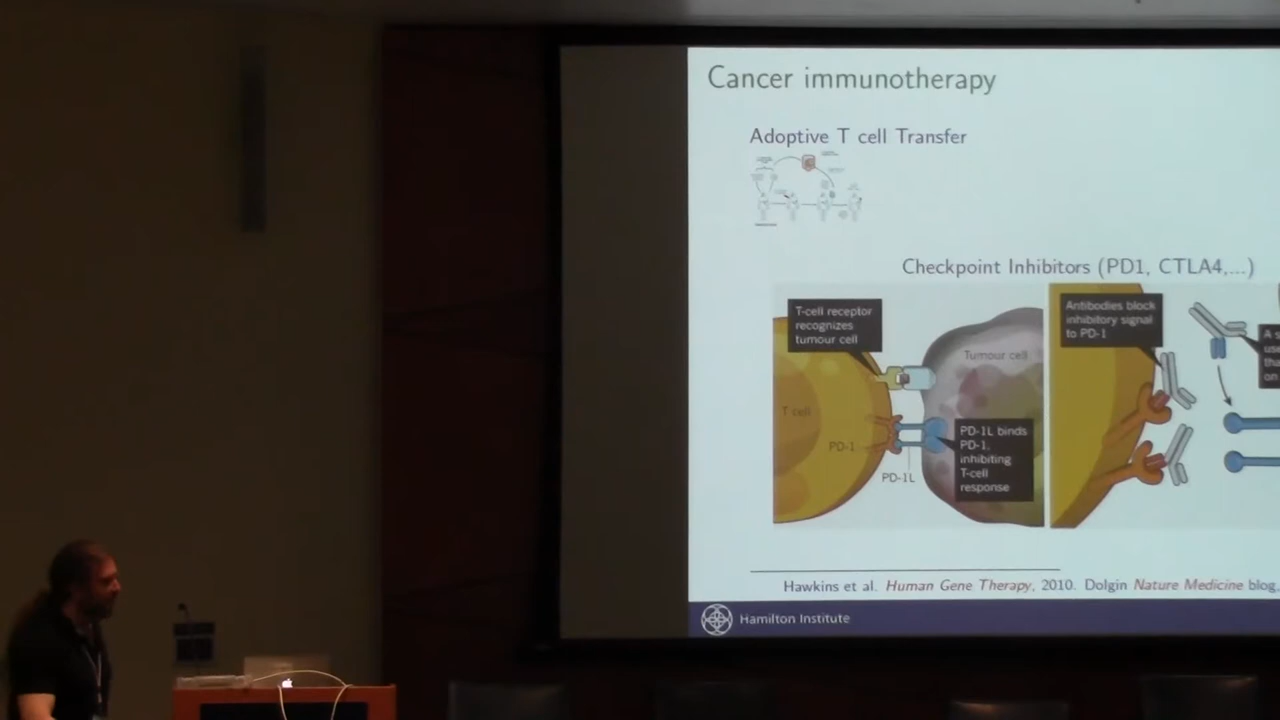 Cancer immunotherapy
Adoptive T cell Transfer
Checkpoint Inhibitors (PD1, CTLA4,...)
T-cell receptor
recognizes
tumour cell
Tumour cell
T cell
PD-1
PD-1L
PD-1L binds
PD-1,
inhibiting
T-cell
response
Antibodies block
inhibitory signal
to PD-1
A
on
Hawkins et al. Human Gene Therapy, 2010. Dolgin Nature Medicine blog,
Hamilton Institute